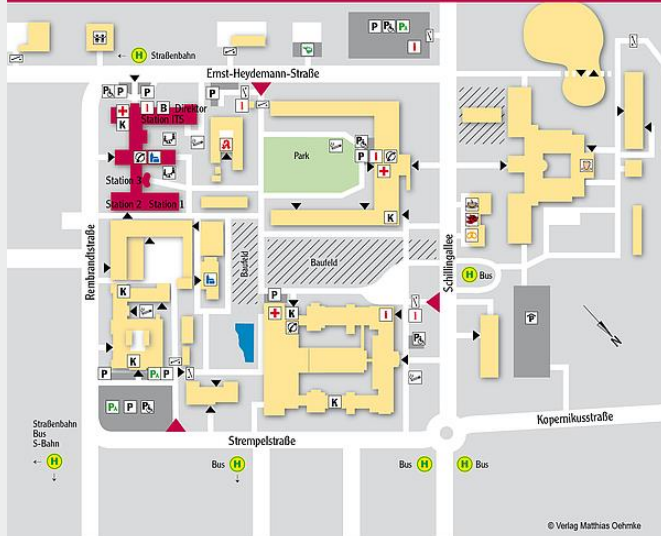 P
P
P
A
I
H Straßenbahn
Ernst-Heydemann-Straße
P P P
I B Direktor
K
Station ITS
P
I
Park
P I
Station 3
Station 2 Station 1
K
Rembrandtstraße
Schillingallee
Baufeld
Baufeld
H Bus
K
P
K
I I
K
P P A P
K
P A P P
Straßenbahn
Bus
S-Bahn
H
Strempelstraße
Kopernikusstraße
Bus H
Bus H
H Bus
N
© Verlag Matthias Oehmke